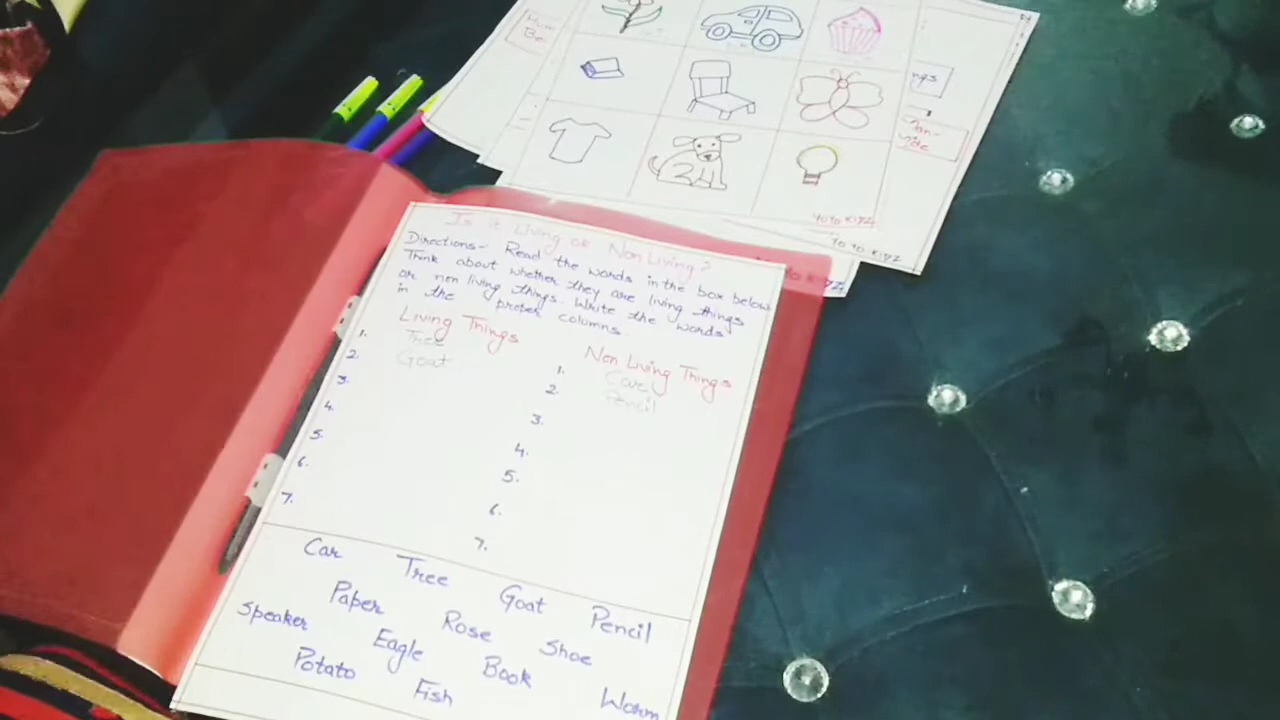 ngs
Yo Yo KidZ
Yo Yo KidZ
Is it Living or Non Living?
Directions- Read the words in the box below
Think about whether they are living things
or non living things. Write the words
in the proper columns
Living Things
Non Living Things
1. Tree
2. Goat
3.
4.
5.
6.
7.
1. Car
2. Pencil
3.
4.
5.
6.
7.
Car Tree Goat Pencil
Paper Rose Shoe
Speaker Eagle Book Worm
Potato Fish